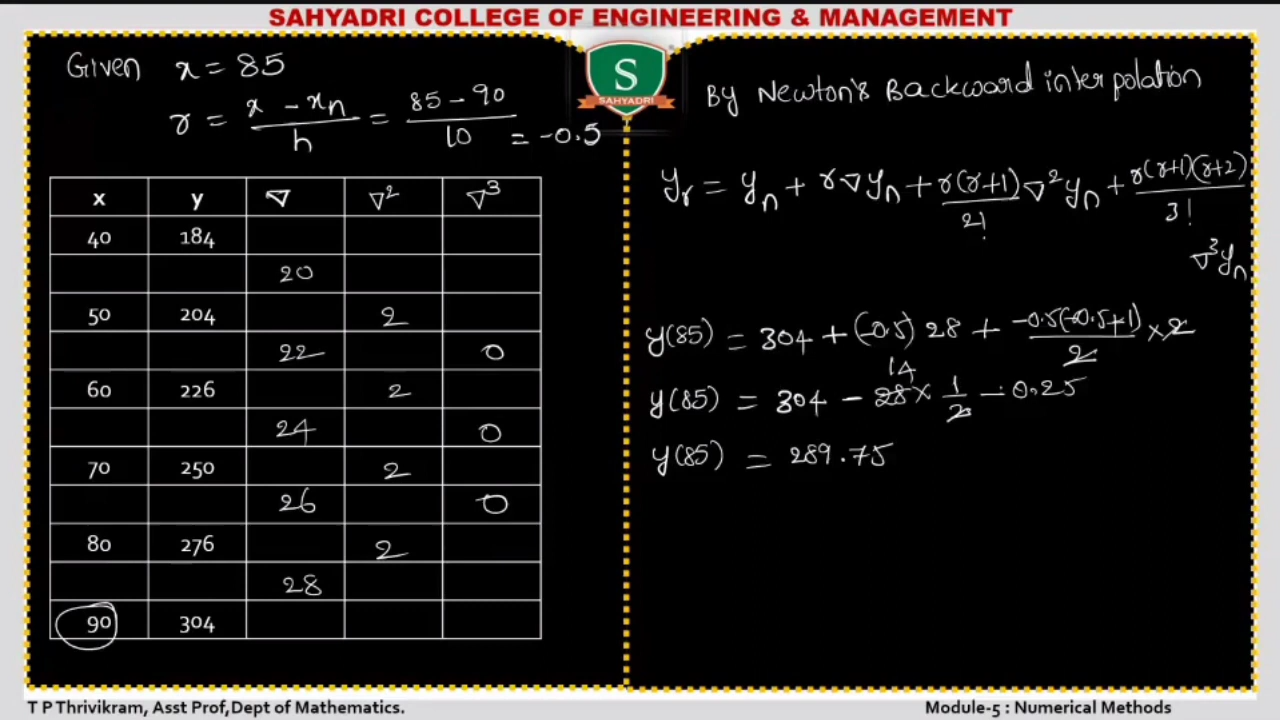 SAHYADRI COLLEGE OF ENGINEERING & MANAGEMENT
S
SAHYADRI
Given x = 85
r = (x - xn)/h = (85 - 90)/10 = -0.5
x y ∇ ∇² ∇³
40 184
20
50 204 2
22 0
60 226 2
24 0
70 250 2
26 0
80 276 2
28
90 304
By Newton's Backward interpolation
yr = yn + r∇yn + r(r+1)/2! ∇²yn + r(r+1)(r+2)/3!
∇³yn
y(85) = 304 + (-0.5) 28 + -0.5(-0.5+1)/2 × 2
14
y(85) = 304 - 28 × 1/2 - 0.25
y(85) = 289.75
T P Thrivikram, Asst Prof,Dept of Mathematics.
Module-5 : Numerical Methods